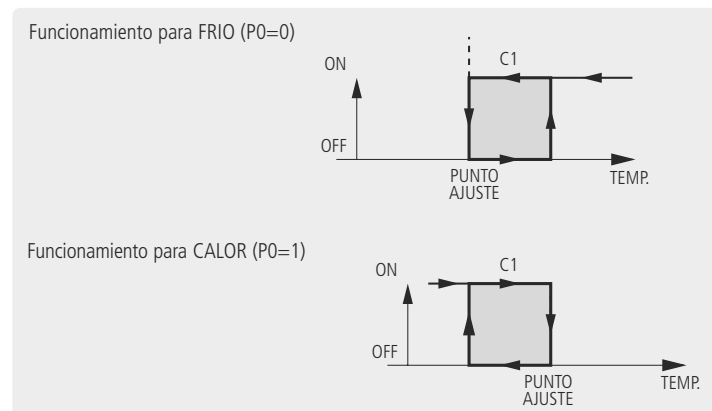 Funcionamiento para FRIO (P0=0)
ON
C1
OFF
PUNTO
AJUSTE
TEMP.
Funcionamiento para CALOR (P0=1)
ON
C1
OFF
PUNTO
AJUSTE
TEMP.